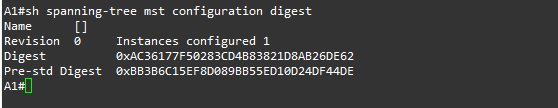 A1#sh spanning-tree mst configuration digest
Name      []
Revision  0     Instances configured 1
Digest          0xAC36177F50283CD4B83821D8AB26DE62
Pre-std Digest  0xBB3B6C15EF8D089BB55ED10D24DF44DE
A1#